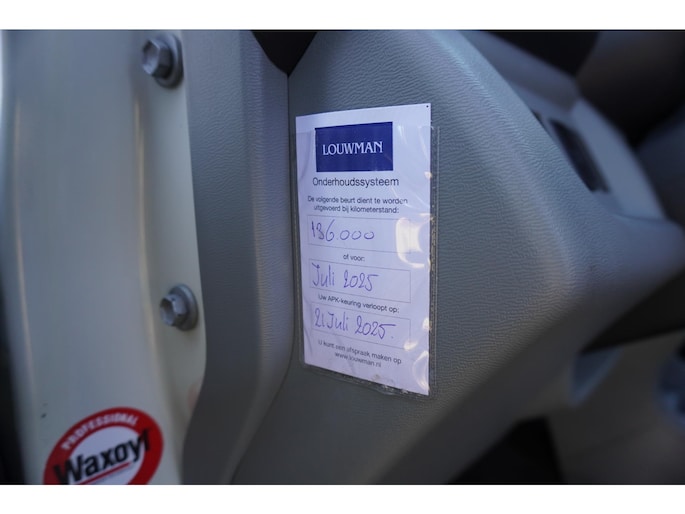 LOUWMAN
Onderhoudssysteem
De volgende beurt dient te worden
uitgevoerd bij kilometerstand:
186.000
of voor:
Juli 2025
Uw APK-keuring verloopt op:
21 Juli 2025.
U kunt een afspraak maken op
www.louwman.nl
PROFESSIONAL
Waxoyl